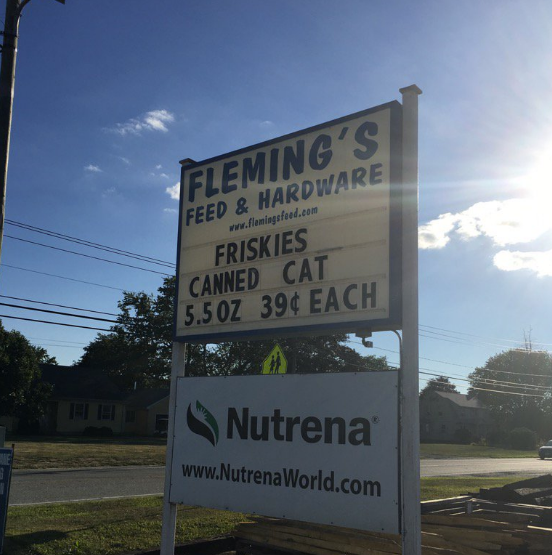 FLEMING'S
FEED & HARDWARE
www.flemingsfeed.com
FRISKIES
CANNED CAT
5.5 OZ 39¢ EACH
Nutrena®
www.NutrenaWorld.com